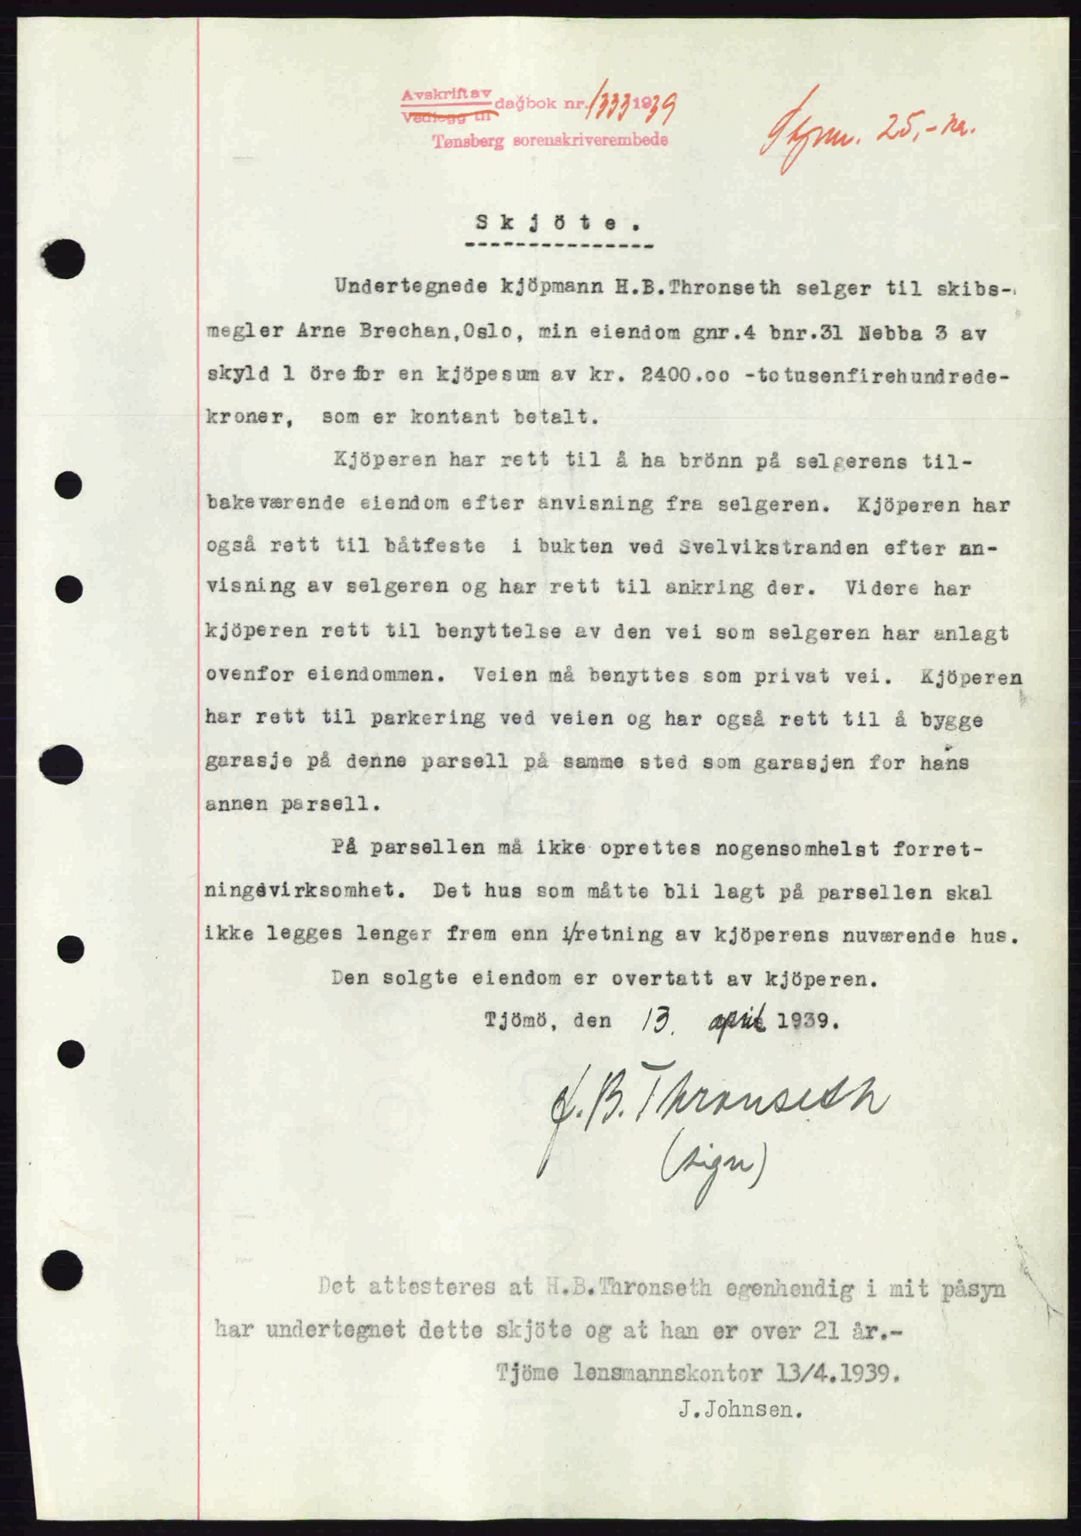 Avskrift av
Vedlegg til
dagbok nr. 1333 1939
Tønsberg sorenskriverembede
25,- kr.
Skjöte.
Undertegnede kjöpmann H.B.Thronseth selger til skibs-
megler Arne Brechan,Oslo, min eiendom gnr.4 bnr.31 Nebba 3 av
skyld 1 öre for en kjöpesum av kr. 2400.oo -totusenfirehundrede-
kroner, som er kontant betalt.
Kjöperen har rett til å ha brönn på selgerens til-
bakeværende eiendom efter anvisning fra selgeren. Kjöperen har
også rett til båtfeste i bukten ved Svelvikstranden efter an-
visning av selgeren og har rett til ankring der. Videre har
kjöperen rett til benyttelse av den vei som selgeren har anlagt
ovenfor eiendommen. Veien må benyttes som privat vei. Kjöperen
har rett til parkering ved veien og har også rett til å bygge
garasje på denne parsell på samme sted som garasjen for hans
annen parsell.
På parsellen må ikke oprettes nogensomhelst forret-
ningsvirksomhet. Det hus som måtte bli lagt på parsellen skal
ikke legges lenger frem enn i/retning av kjöperens nuværende hus.
Den solgte eiendom er overtatt av kjöperen.
Tjömö, den 13. april 1939.
H.B. Thronseth
(sign)
Det attesteres at H.B.Thronseth egenhendig i mit påsyn
har undertegnet dette skjöte og at han er over 21 år.-
Tjöme lensmannskontor 13/4.1939.
J.Johnsen.